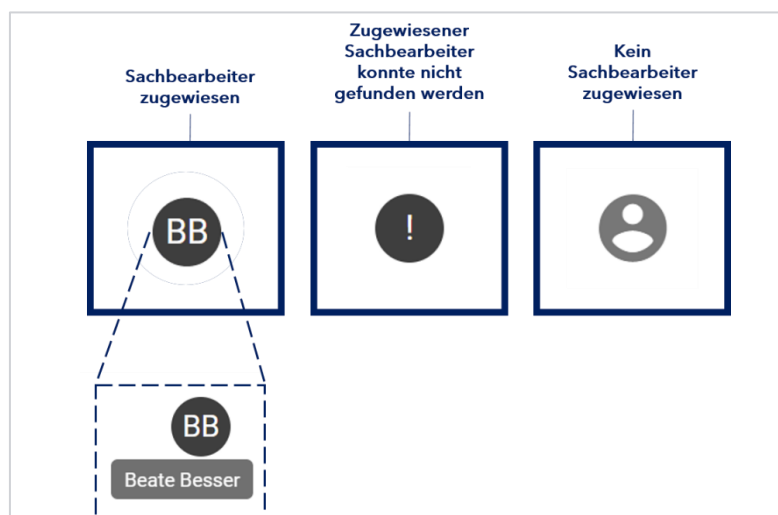 Sachbearbeiter
zugewiesen
Zugewiesener
Sachbearbeiter
konnte nicht
gefunden werden
Kein
Sachbearbeiter
zugewiesen
BB
!
BB
Beate Besser